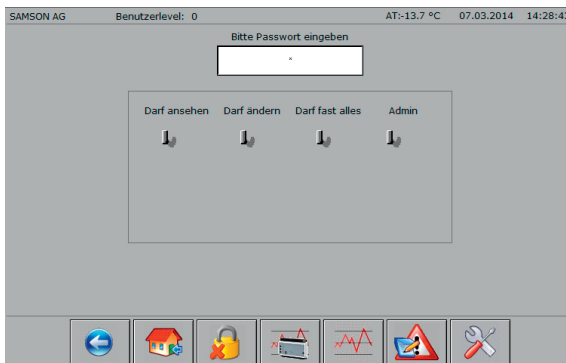 SAMSON AG Benutzerlevel: 0 AT:-13.7 °C 07.03.2014 14:28:47
Bitte Passwort eingeben
*
Darf ansehen Darf ändern Darf fast alles Admin